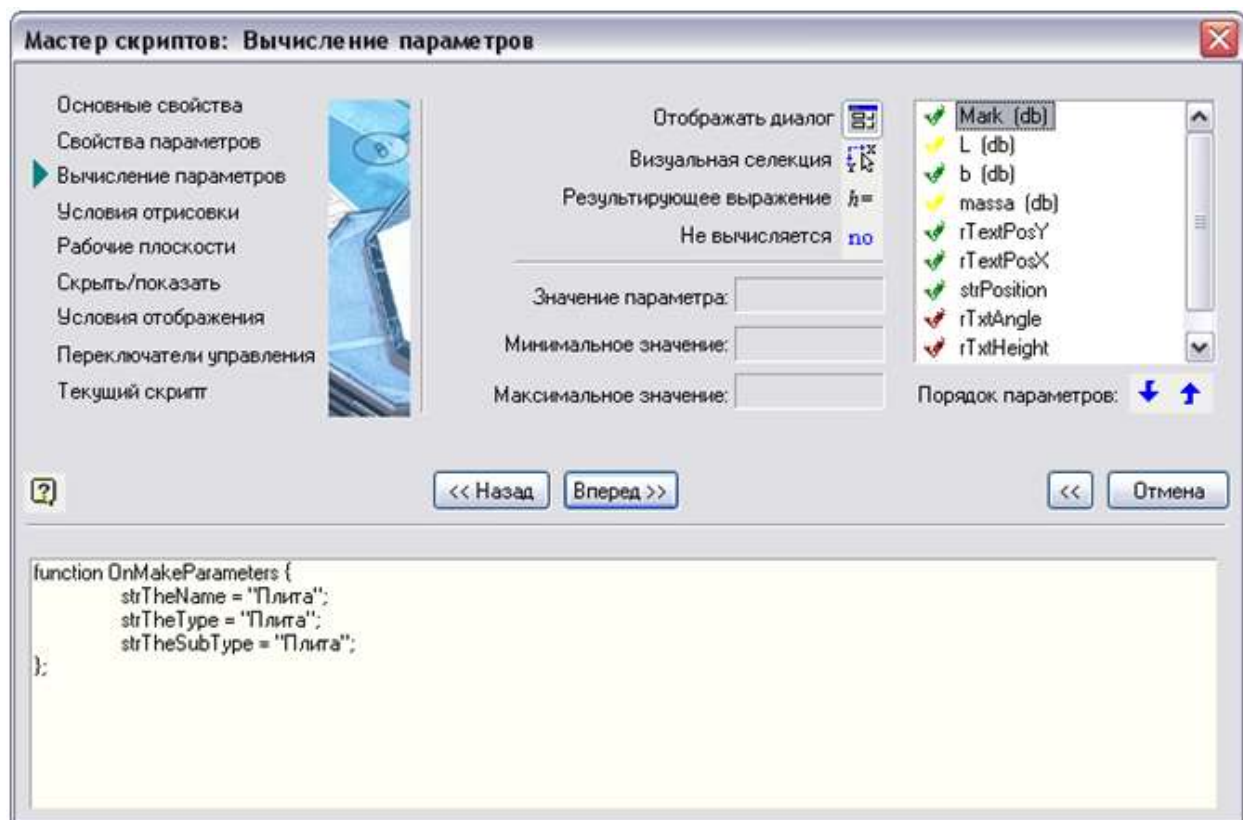 Мастер скриптов: Вычисление параметров
Основные свойства
Свойства параметров
Вычисление параметров
Условия отрисовки
Рабочие плоскости
Скрыть/показать
Условия отображения
Переключатели управления
Текущий скрипт
В
Отображать диалог
Визуальная селекция
Результирующее выражение h=
Не вычисляется no
Значение параметра:
Минимальное значение:
Максимальное значение:
Mark (db)
L (db)
b (db)
massa (db)
rTextPosY
rTextPosX
strPosition
rTxtAngle
rTxtHeight
Порядок параметров:
<< Назад
Вперед >>
<<
Отмена
function OnMakeParameters {
strTheName = "Плита";
strTheType = "Плита";
strTheSubType = "Плита";
};